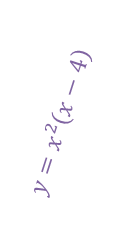 y = x²(x − 4)